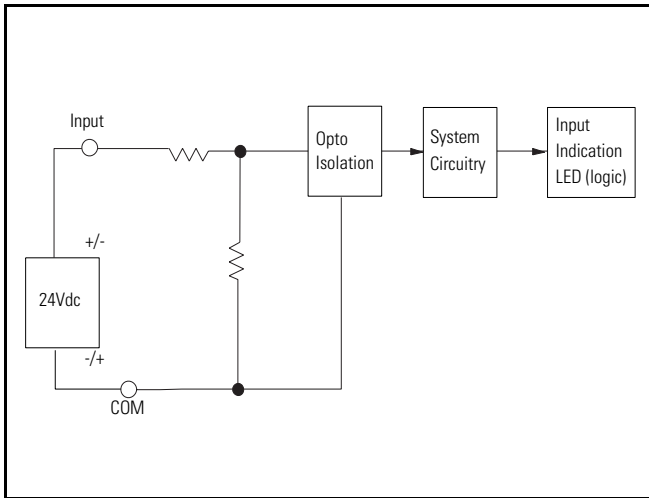 Input
Opto
Isolation
System
Circuitry
Input
Indication
LED (logic)
+/-
24Vdc
-/+
COM